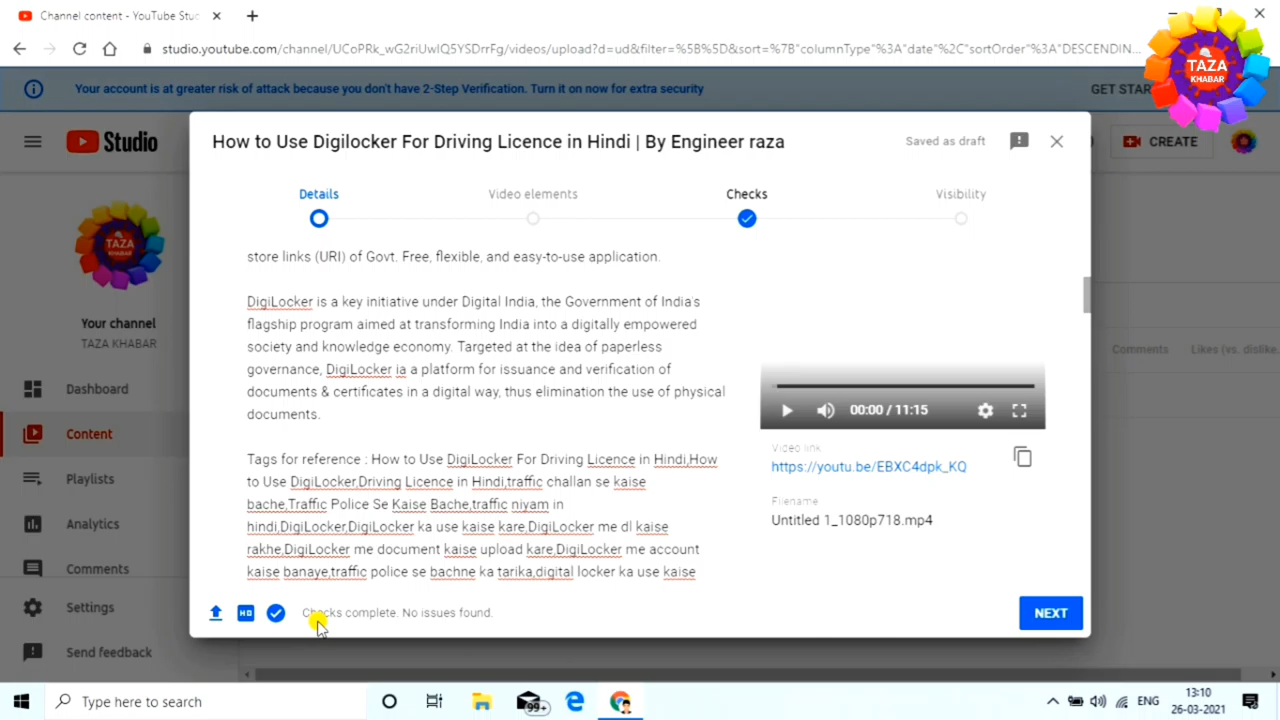 Channel content - YouTube Stu
studio.youtube.com/channel/UCoPRk_wG2riUwIQ5YSDrrFg/videos/upload?d=ud&filter=%5B%5D&sort=%7B"columnType"%3A"date"%2C"sortOrder"%3A"DESCENDIN...
TAZA
KHABAR
Your account is at greater risk of attack because you don't have 2-Step Verification. Turn it on now for extra security
GET STAR
Studio
How to Use Digilocker For Driving Licence in Hindi | By Engineer raza
Saved as draft
CREATE
Details
Video elements
Checks
Visibility
store links (URI) of Govt. Free, flexible, and easy-to-use application.
DigiLocker is a key initiative under Digital India, the Government of India's
flagship program aimed at transforming India into a digitally empowered
society and knowledge economy. Targeted at the idea of paperless
governance, DigiLocker ia a platform for issuance and verification of
documents & certificates in a digital way, thus elimination the use of physical
documents.
Tags for reference : How to Use DigiLocker For Driving Licence in Hindi,How
to Use DigiLocker,Driving Licence in Hindi,traffic challan se kaise
bache,Traffic Police Se Kaise Bache,traffic niyam in
hindi,DigiLocker,DigiLocker ka use kaise kare,DigiLocker me dl kaise
rakhe,DigiLocker me document kaise upload kare,DigiLocker me account
kaise banaye,traffic police se bachne ka tarika,digital locker ka use kaise
00:00 / 11:15
Video link
https://youtu.be/EBXC4dpk_KQ
Filename
Untitled 1_1080p718.mp4
HD
Checks complete. No issues found.
NEXT
TAZA
KHABAR
Your channel
TAZA KHABAR
Dashboard
Content
Playlists
Analytics
Comments
Settings
Send feedback
Comments
Likes (vs. dislike
Type here to search
99+
ENG
13:10
26-03-2021